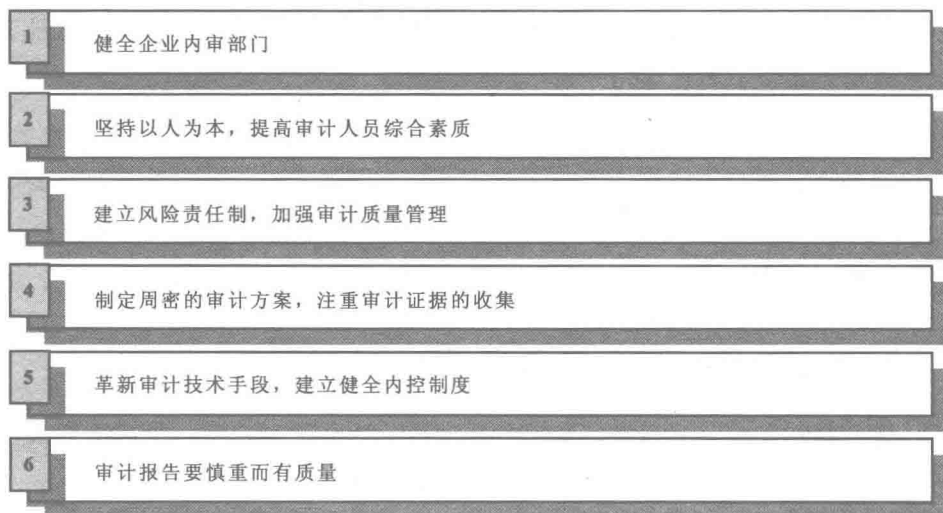 1 健全企业内审部门
2 坚持以人为本，提高审计人员综合素质
3 建立风险责任制，加强审计质量管理
4 制定周密的审计方案，注重审计证据的收集
5 革新审计技术手段，建立健全内控制度
6 审计报告要慎重而有质量